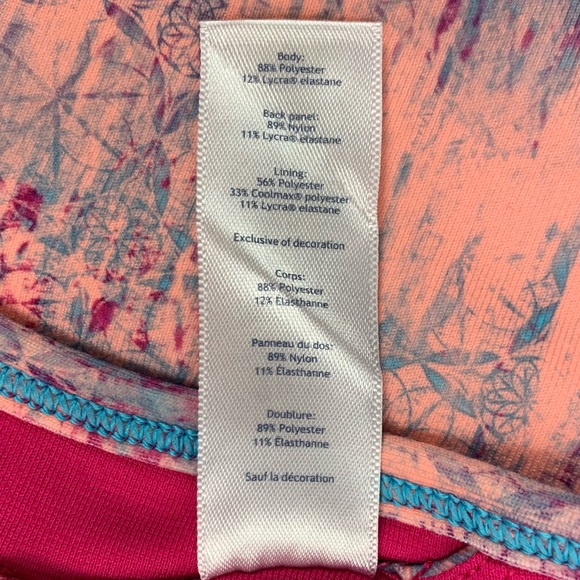 Body:
88% Polyester
12% Lycra® elastane
Back panel:
89% Nylon
11% Lycra® elastane
Lining:
56% Polyester
33% Coolmax® polyester
11% Lycra® elastane
Exclusive of decoration
Corps:
88% Polyester
12% Élasthanne
Panneau du dos:
89% Nylon
11% Élasthanne
Doublure:
89% Polyester
11% Élasthanne
Sauf la décoration